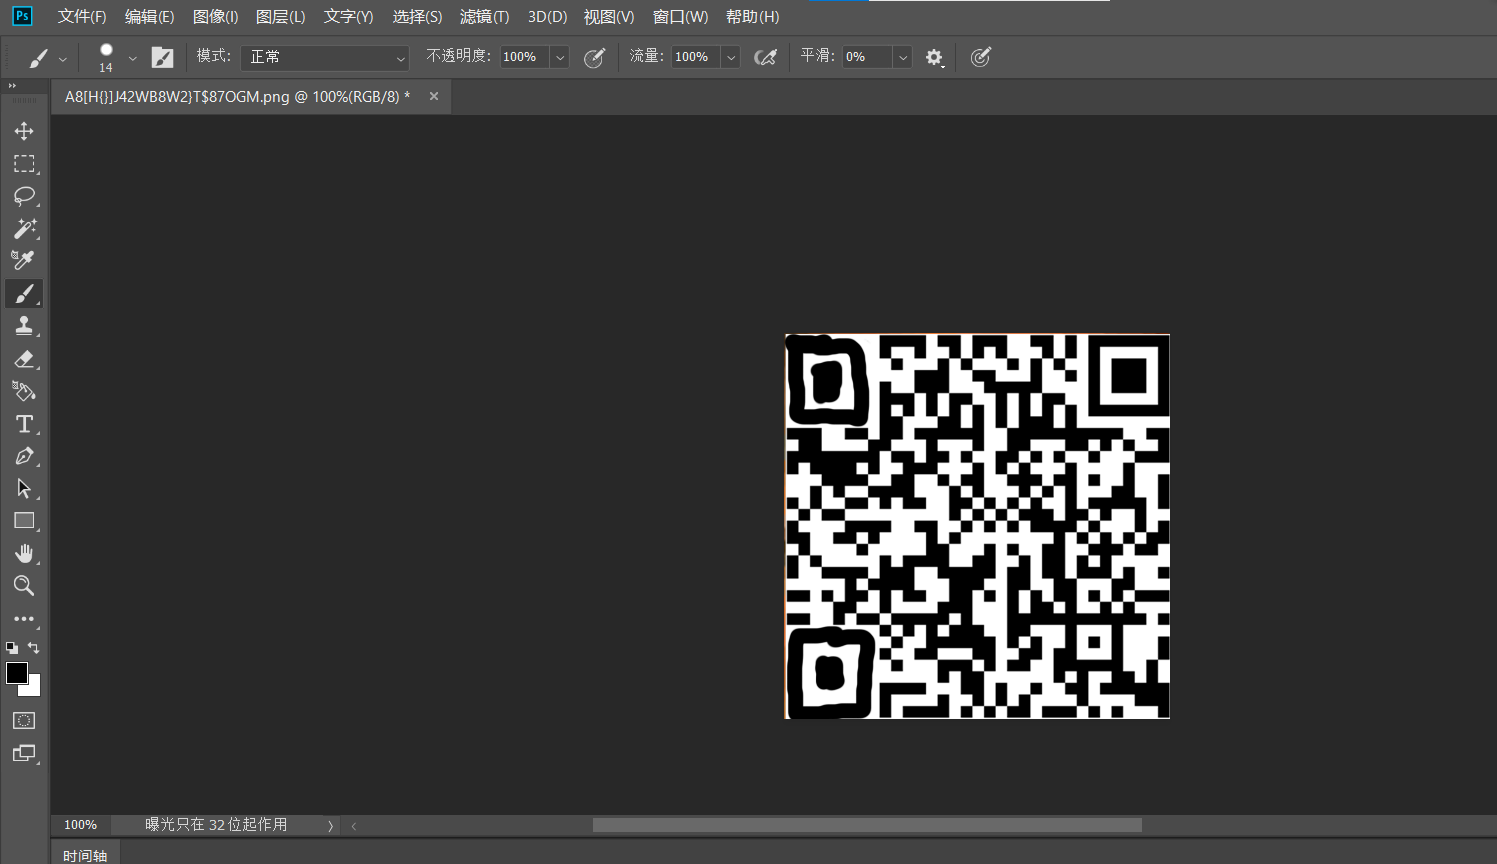 Ps 文件(F) 编辑(E) 图像(I) 图层(L) 文字(Y) 选择(S) 滤镜(T) 3D(D) 视图(V) 窗口(W) 帮助(H)
14 模式: 正常 不透明度: 100% 流量: 100% 平滑: 0%
A8[H{}]J42WB8W2}T$87OGM.png @ 100%(RGB/8) * ×
100% 曝光只在 32 位起作用
时间轴